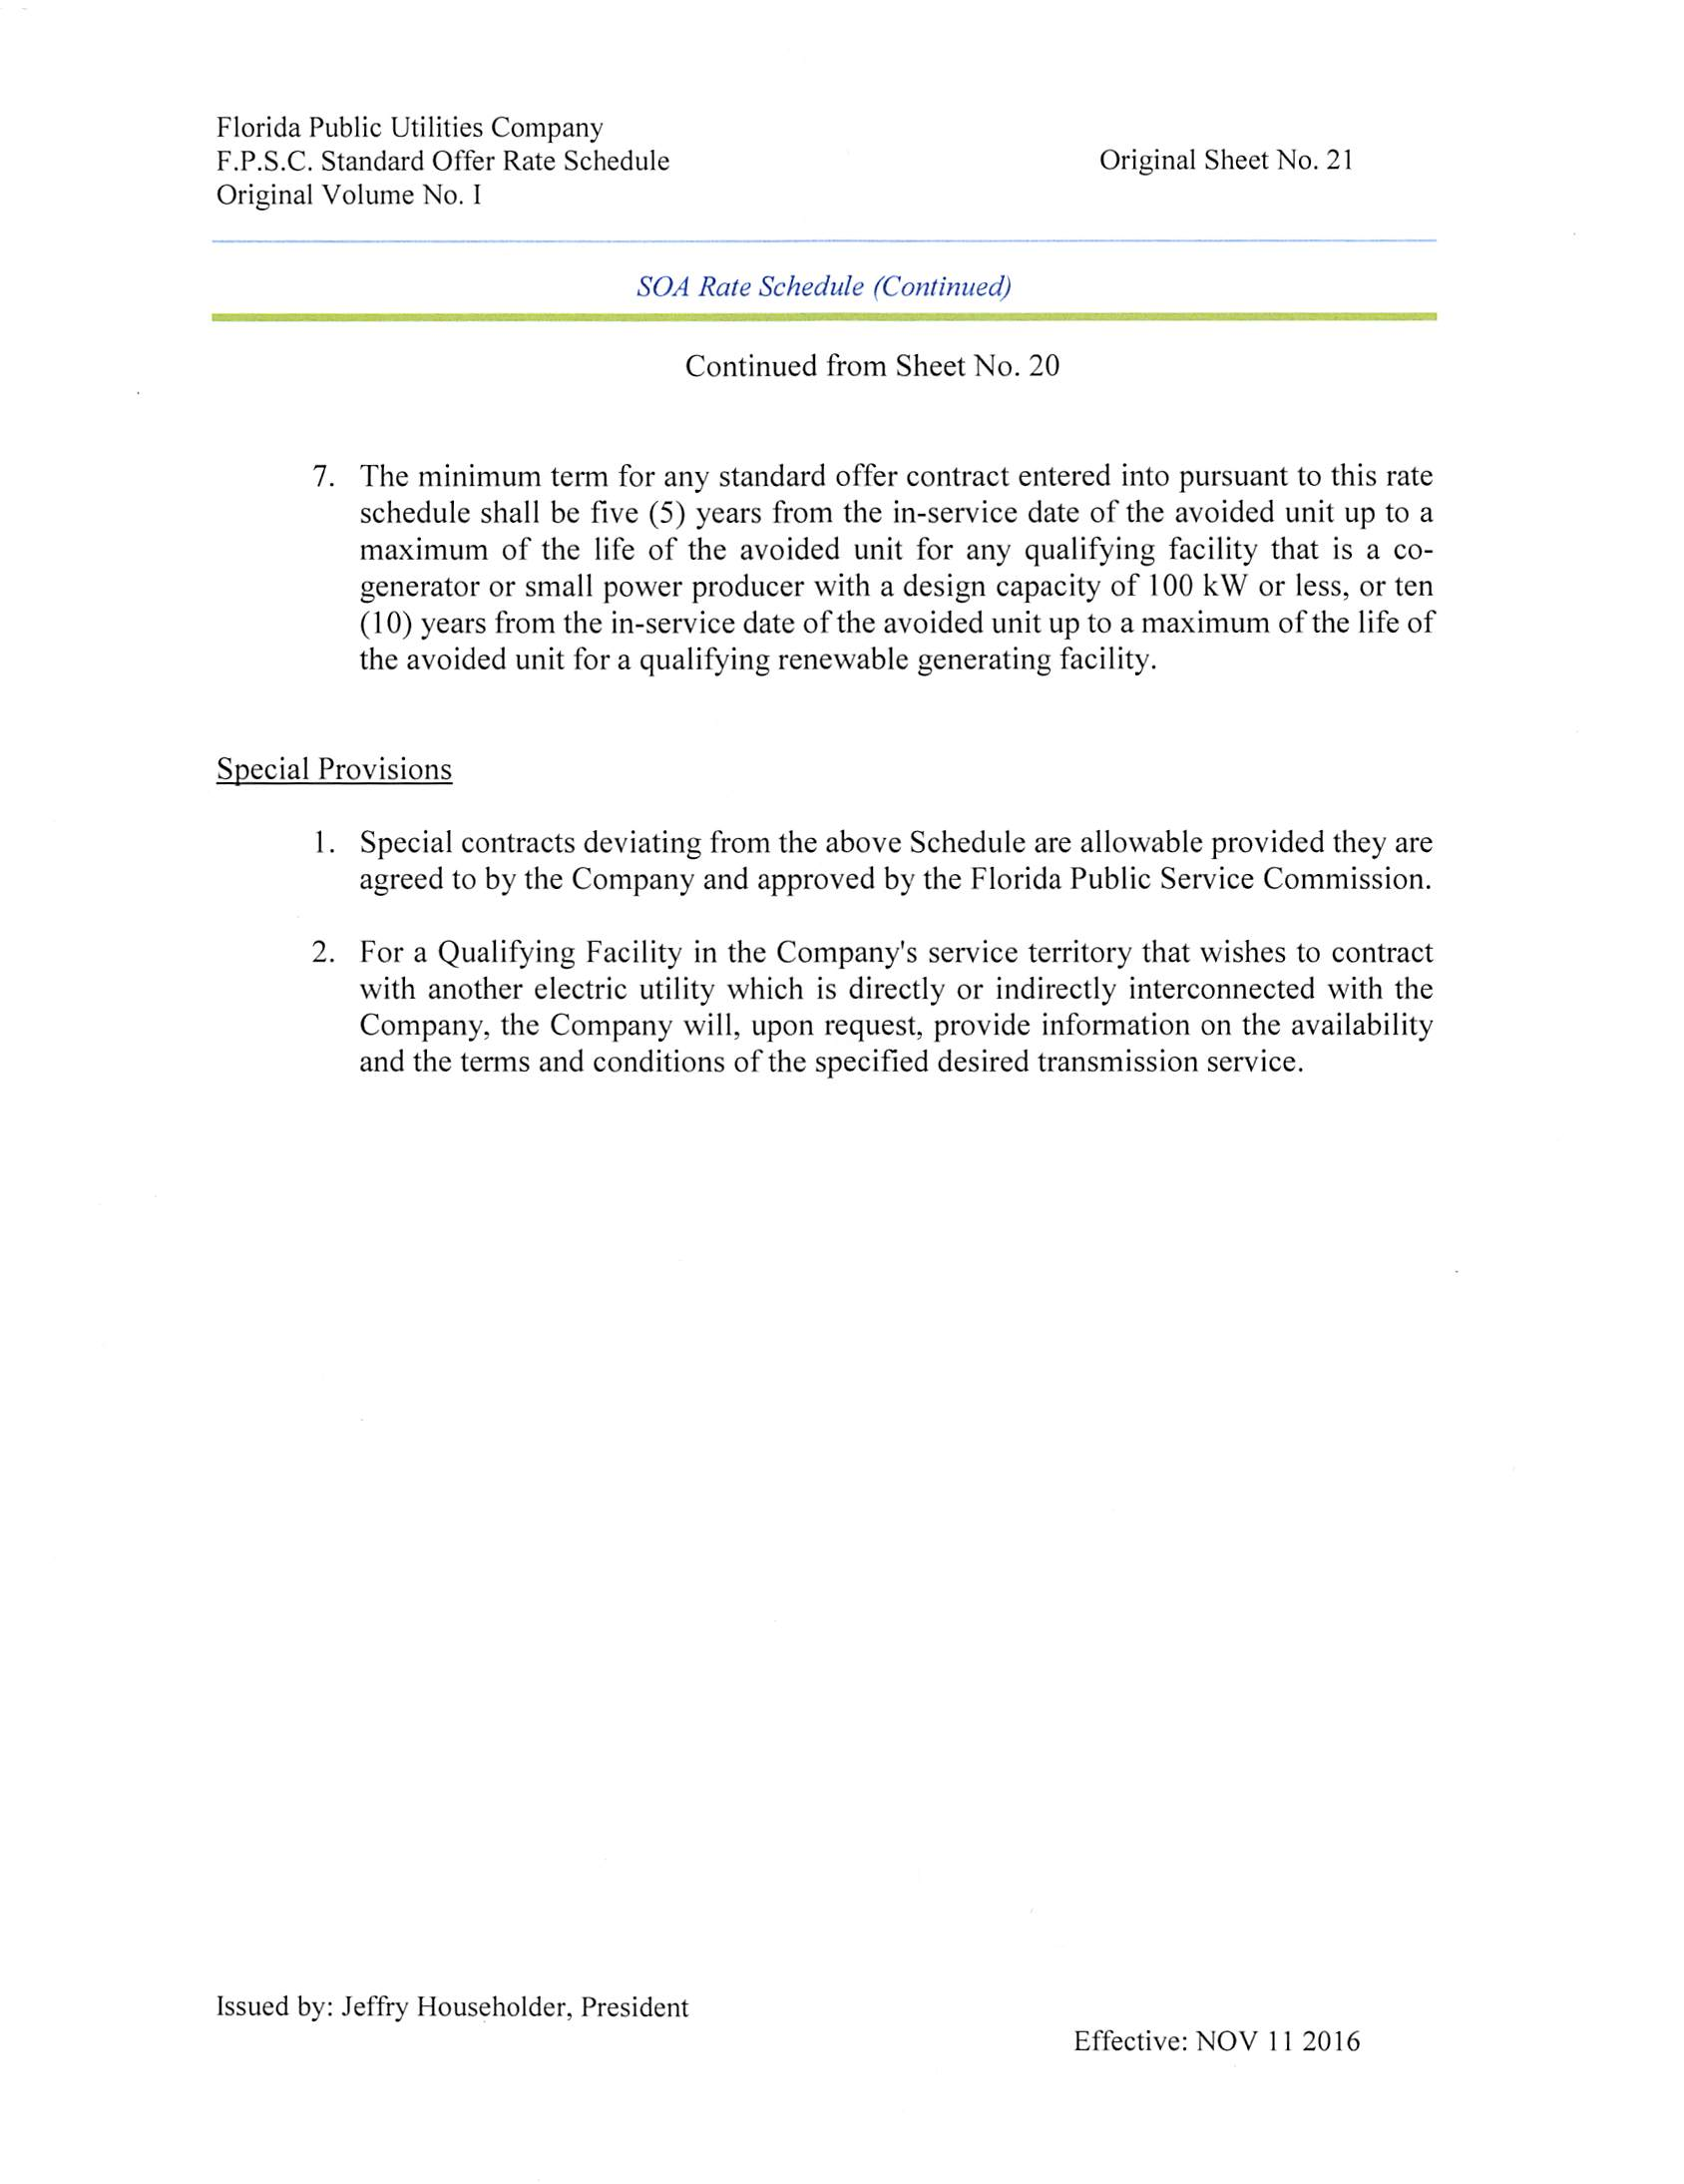 Florida Public Utilities Company
F.P.S.C. Standard Offer Rate Schedule
Original Sheet No. 21
Original Volume No. I
SOA Rate Schedule (Continued)
Continued from Sheet No. 20
7. The minimum term for any standard offer contract entered into pursuant to this rate
schedule shall be five (5) years from the in-service date of the avoided unit up to a
maximum of the life of the avoided unit for any qualifying facility that is a co-
generator or small power producer with a design capacity of 100 kW or less, or ten
(10) years from the in-service date of the avoided unit up to a maximum of the life of
the avoided unit for a qualifying renewable generating facility.
Special Provisions
1. Special contracts deviating from the above Schedule are allowable provided they are
agreed to by the Company and approved by the Florida Public Service Commission.
2. For a Qualifying Facility in the Company's service territory that wishes to contract
with another electric utility which is directly or indirectly interconnected with the
Company, the Company will, upon request, provide information on the availability
and the terms and conditions of the specified desired transmission service.
Issued by: Jeffry Householder, President
Effective: NOV 11 2016